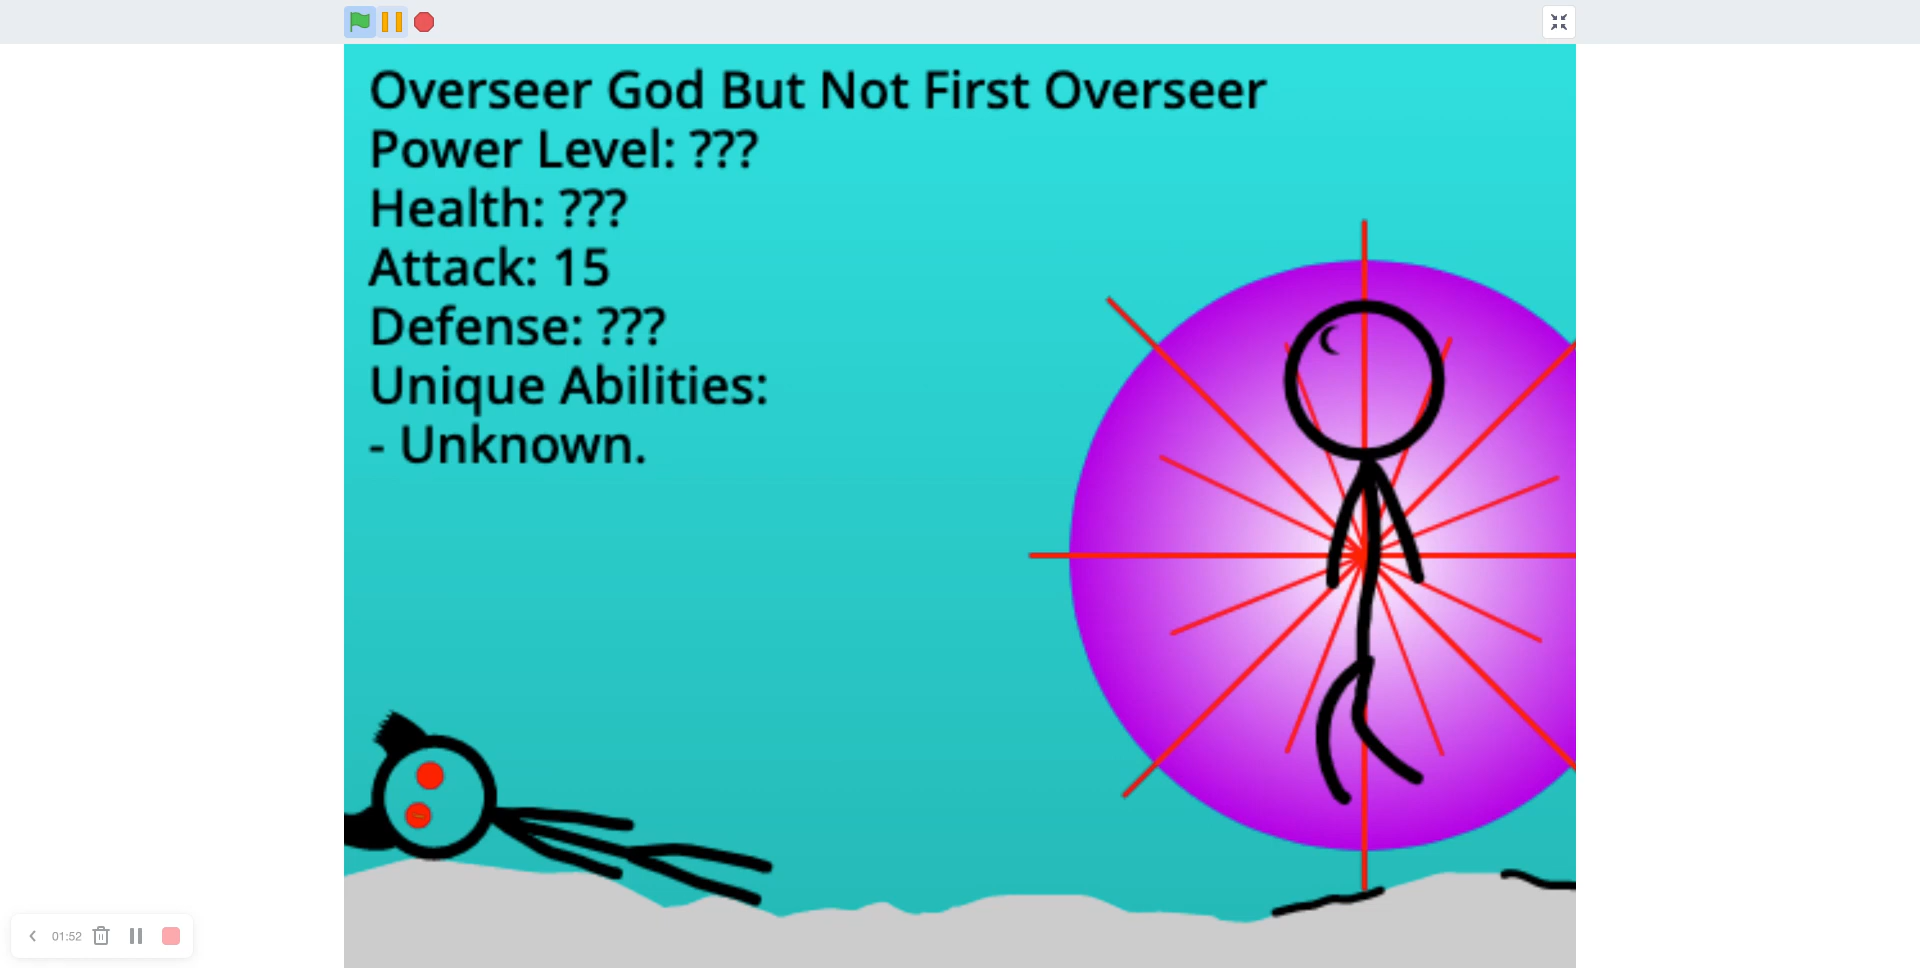 Overseer God But Not First Overseer
Power Level: ???
Health: ???
Attack: 15
Defense: ???
Unique Abilities:
- Unknown.
01:52